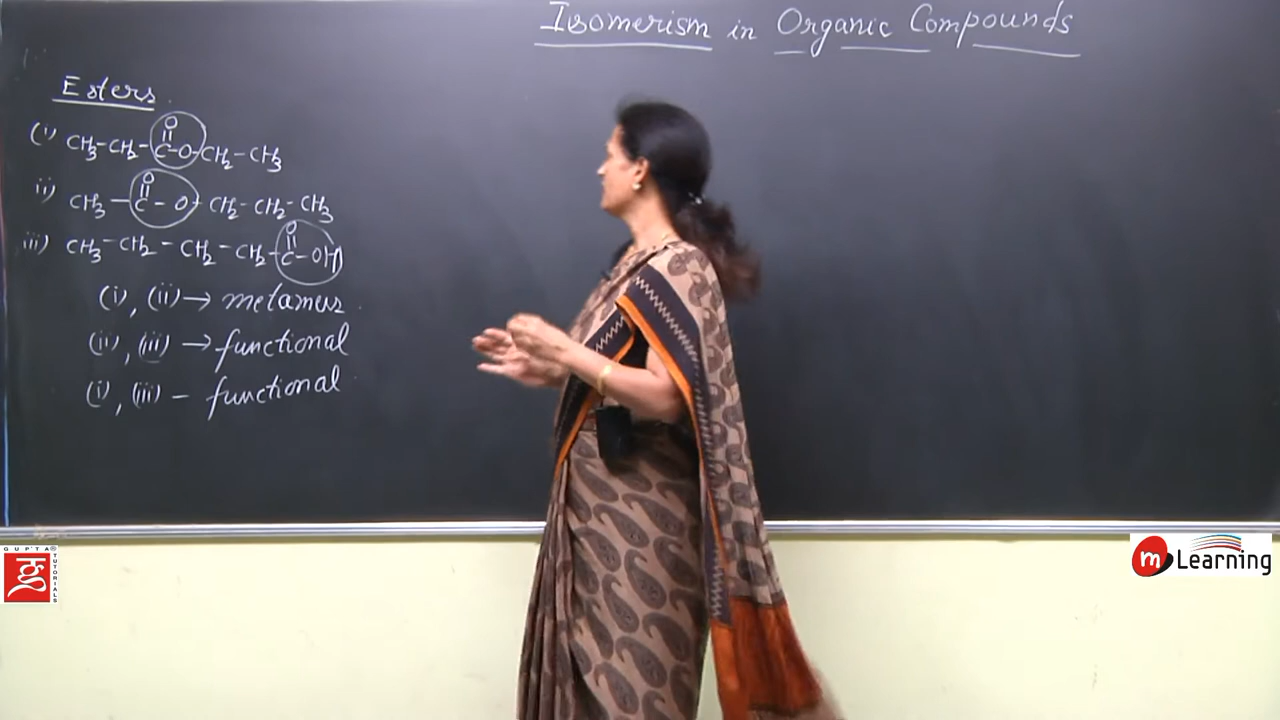 Isomerism in Organic Compounds
Esters.
(i) CH₃-CH₂-C-O-CH₂-CH₃
O
ii) CH₃-C-O-CH₂-CH₂-CH₃
O
iii) CH₃-CH₂-CH₂-CH₂-C-OH
O
(i), (ii)→ metamers.
(ii), (iii) → functional
(i), (iii) - functional
GUPTA®
TUTORIALS
m Learning